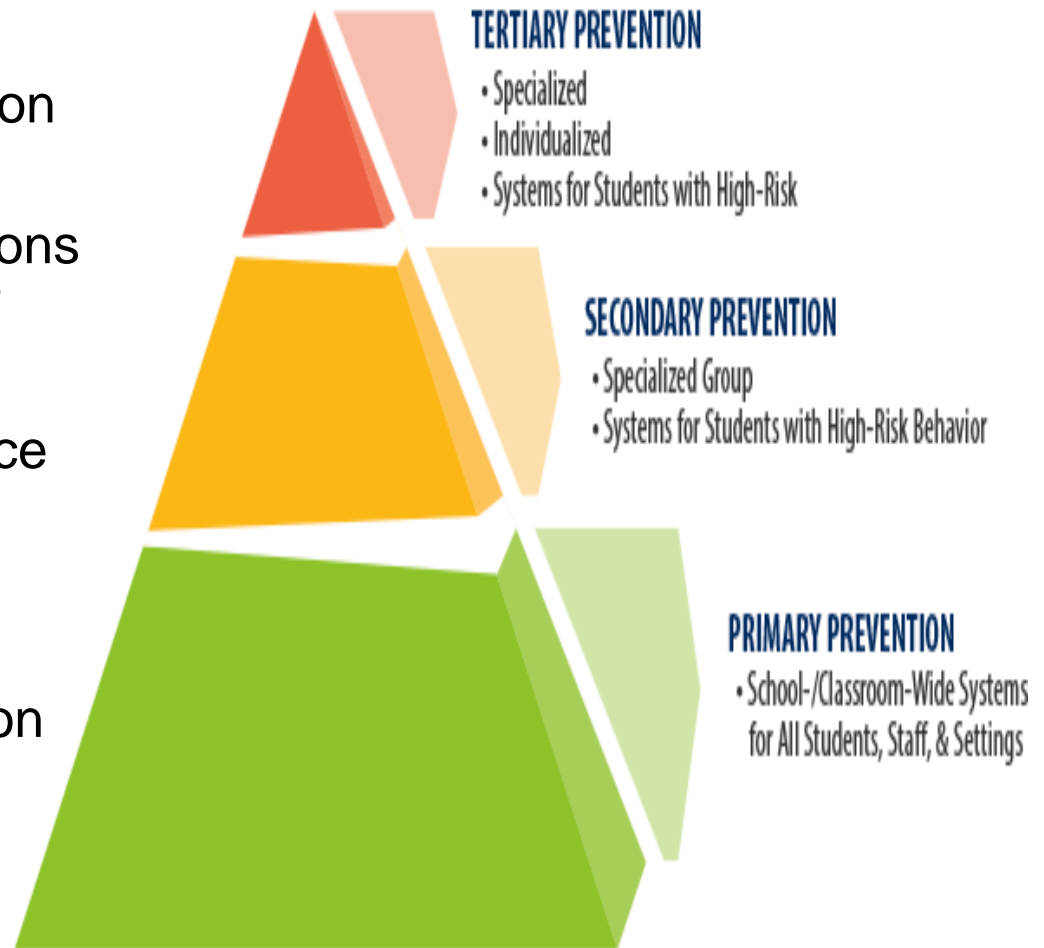 on
ons
ce
on
TERTIARY PREVENTION
• Specialized
• Individualized
• Systems for Students with High-Risk
SECONDARY PREVENTION
• Specialized Group
• Systems for Students with High-Risk Behavior
PRIMARY PREVENTION
• School-/Classroom-Wide Systems
for All Students, Staff, & Settings